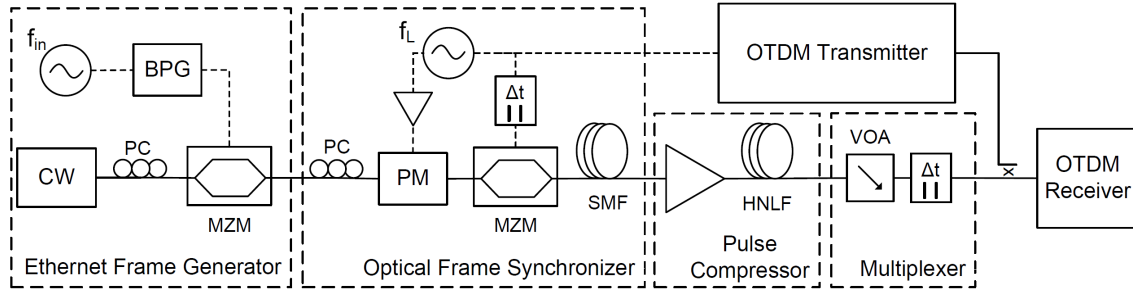 f_in
BPG
PC
CW
MZM
Ethernet Frame Generator
f_L
Δt
PC
PM
MZM
SMF
Optical Frame Synchronizer
OTDM Transmitter
HNLF
Pulse
Compressor
VOA
Δt
Multiplexer
x
OTDM
Receiver